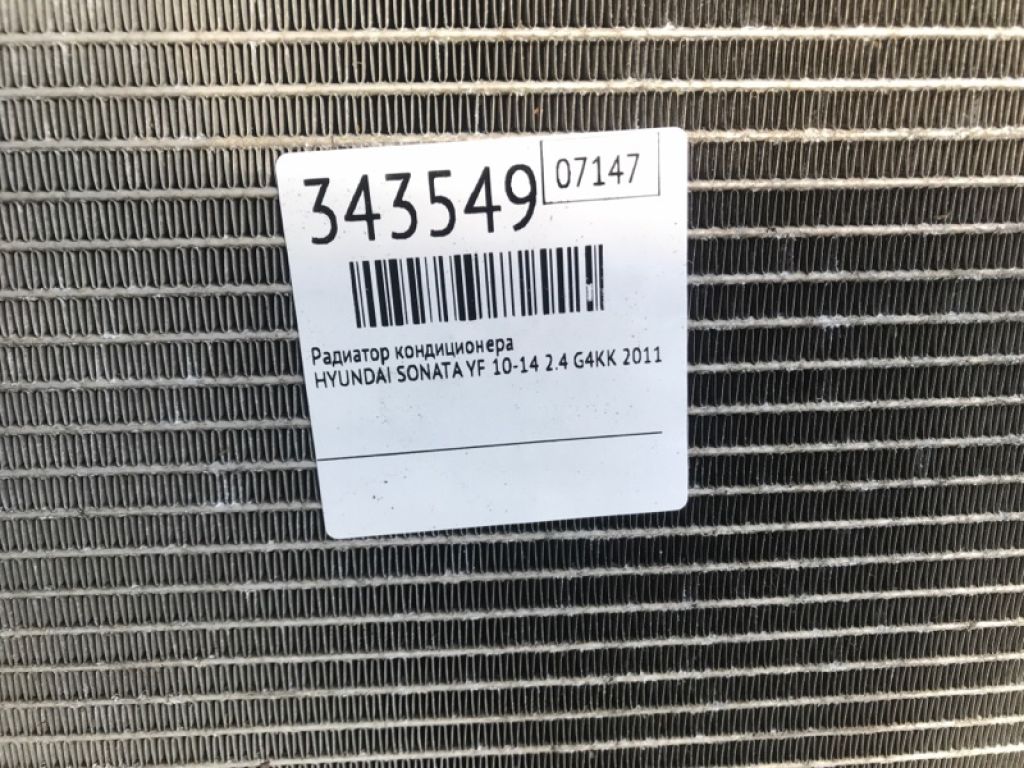 343549
07147
Радиатор кондиционера
HYUNDAI SONATA YF 10-14 2.4 G4KK 2011